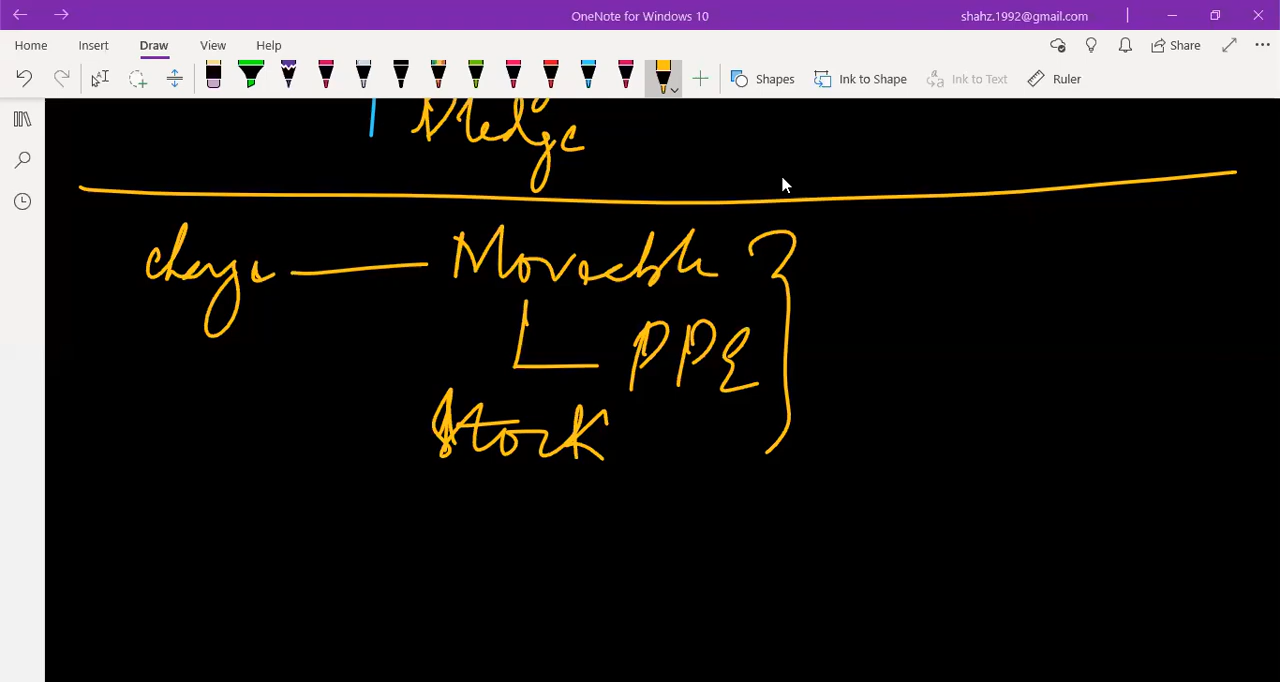 OneNote for Windows 10
shahz.1992@gmail.com
Home Insert Draw View Help
Share
Shapes Ink to Shape Ink to Text Ruler
Pledge
charge — Movable
PPE
Stock